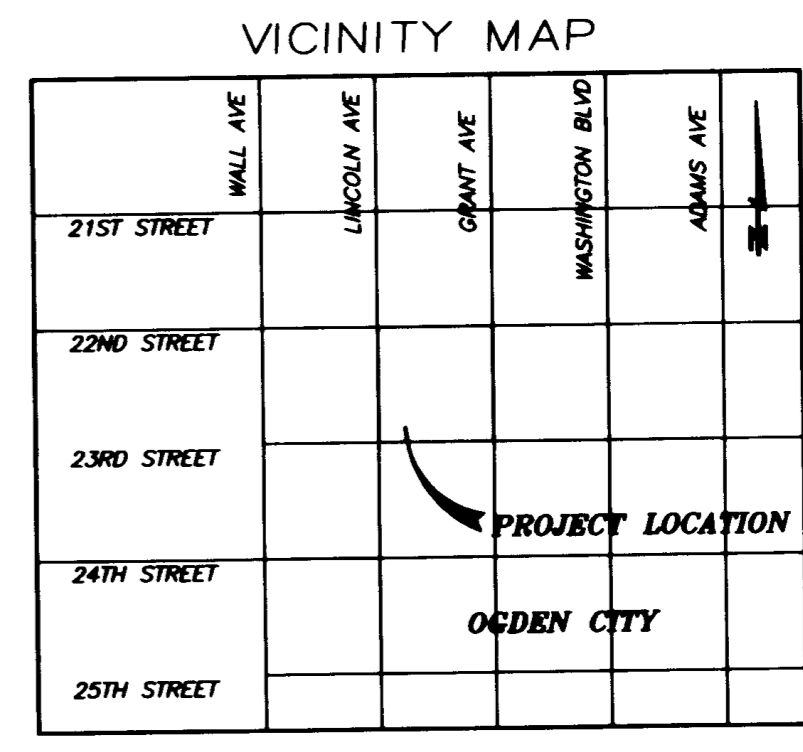 VICINITY MAP
WALL AVE
LINCOLN AVE
GRANT AVE
WASHINGTON BLVD
ADAMS AVE
N
21ST STREET
22ND STREET
23RD STREET
PROJECT LOCATION
24TH STREET
OGDEN CITY
25TH STREET